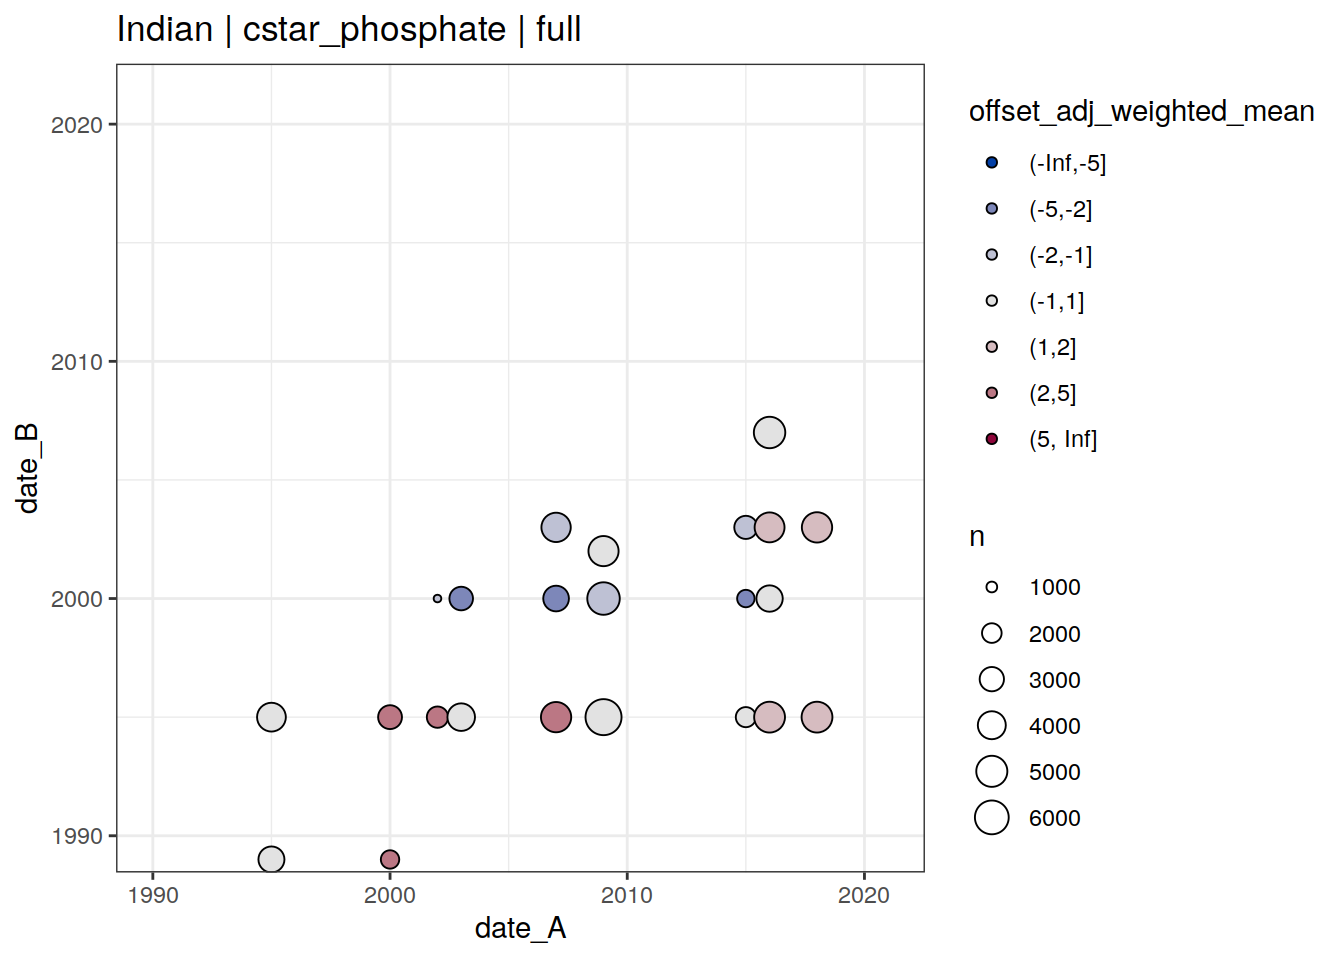 Indian | cstar_phosphate | full
2020
2010
2000
1990
date_B
1990
2000
2010
2020
date_A
offset_adj_weighted_mean
(-Inf,-5]
(-5,-2]
(-2,-1]
(-1,1]
(1,2]
(2,5]
(5, Inf]
n
1000
2000
3000
4000
5000
6000